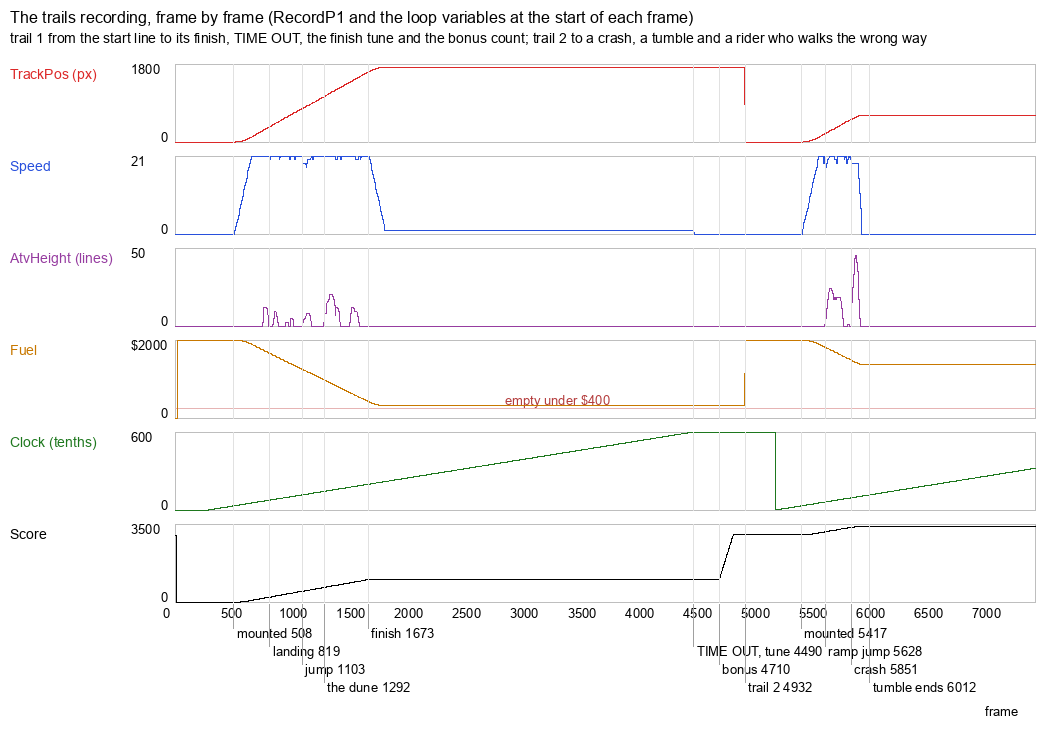 The trails recording, frame by frame (RecordP1 and the loop variables at the start of each frame)
trail 1 from the start line to its finish, TIME OUT, the finish tune and the bonus count; trail 2 to a crash, a tumble and a rider who walks the wrong way
TrackPos (px)
1800
0
Speed
21
0
AtvHeight (lines)
50
0
Fuel
$2000
0
empty under $400
Clock (tenths)
600
0
Score
3500
0
0 500 1000 1500 2000 2500 3000 3500 4000 4500 5000 5500 6000 6500 7000
mounted 508 finish 1673 mounted 5417
landing 819 TIME OUT, tune 4490 ramp jump 5628
jump 1103 bonus 4710 crash 5851
the dune 1292 trail 2 4932 tumble ends 6012
frame